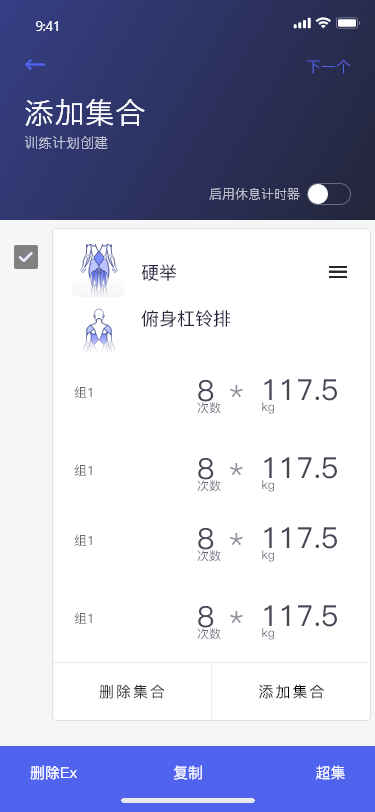 9:41
下一个
添加集合
训练计划创建
启用休息计时器
硬举
俯身杠铃排
组1 8 * 117.5
次数 kg
组1 8 * 117.5
次数 kg
组1 8 * 117.5
次数 kg
组1 8 * 117.5
次数 kg
删除集合 添加集合
删除Ex 复制 超集